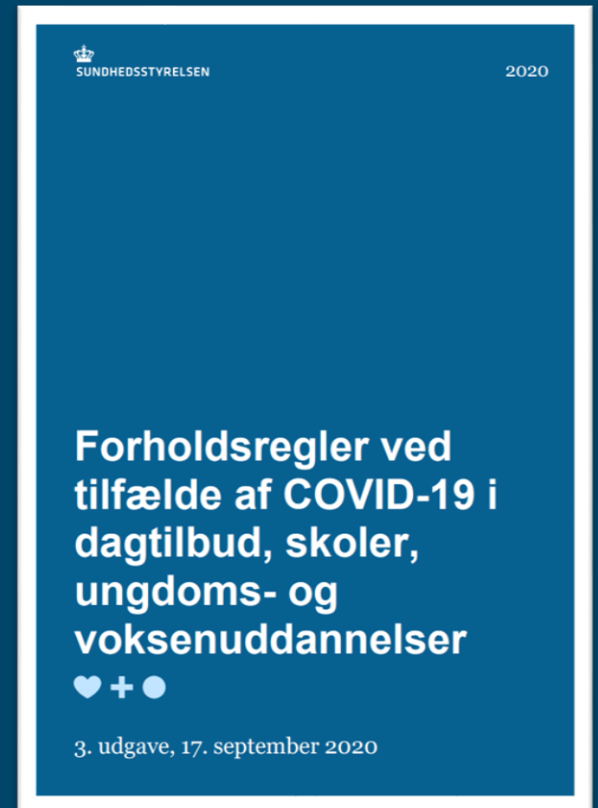 SUNDHEDSSTYRELSEN
2020
Forholdsregler ved
tilfælde af COVID-19 i
dagtilbud, skoler,
ungdoms- og
voksenuddannelser
3. udgave, 17. september 2020